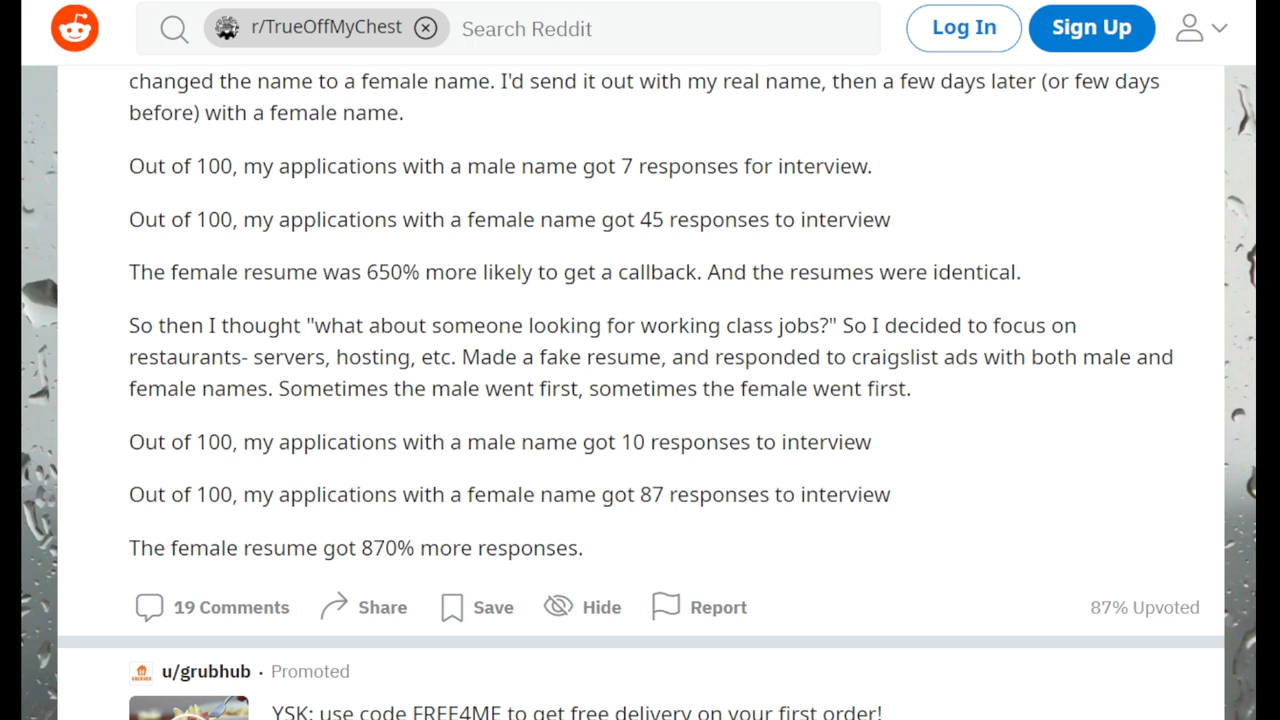 r/TrueOffMyChest
Search Reddit
Log In
Sign Up
changed the name to a female name. I'd send it out with my real name, then a few days later (or few days
before) with a female name.
Out of 100, my applications with a male name got 7 responses for interview.
Out of 100, my applications with a female name got 45 responses to interview
The female resume was 650% more likely to get a callback. And the resumes were identical.
So then I thought "what about someone looking for working class jobs?" So I decided to focus on
restaurants- servers, hosting, etc. Made a fake resume, and responded to craigslist ads with both male and
female names. Sometimes the male went first, sometimes the female went first.
Out of 100, my applications with a male name got 10 responses to interview
Out of 100, my applications with a female name got 87 responses to interview
The female resume got 870% more responses.
19 Comments Share Save Hide Report 87% Upvoted
u/grubhub · Promoted
YSK: use code FREE4ME to get free delivery on your first order!